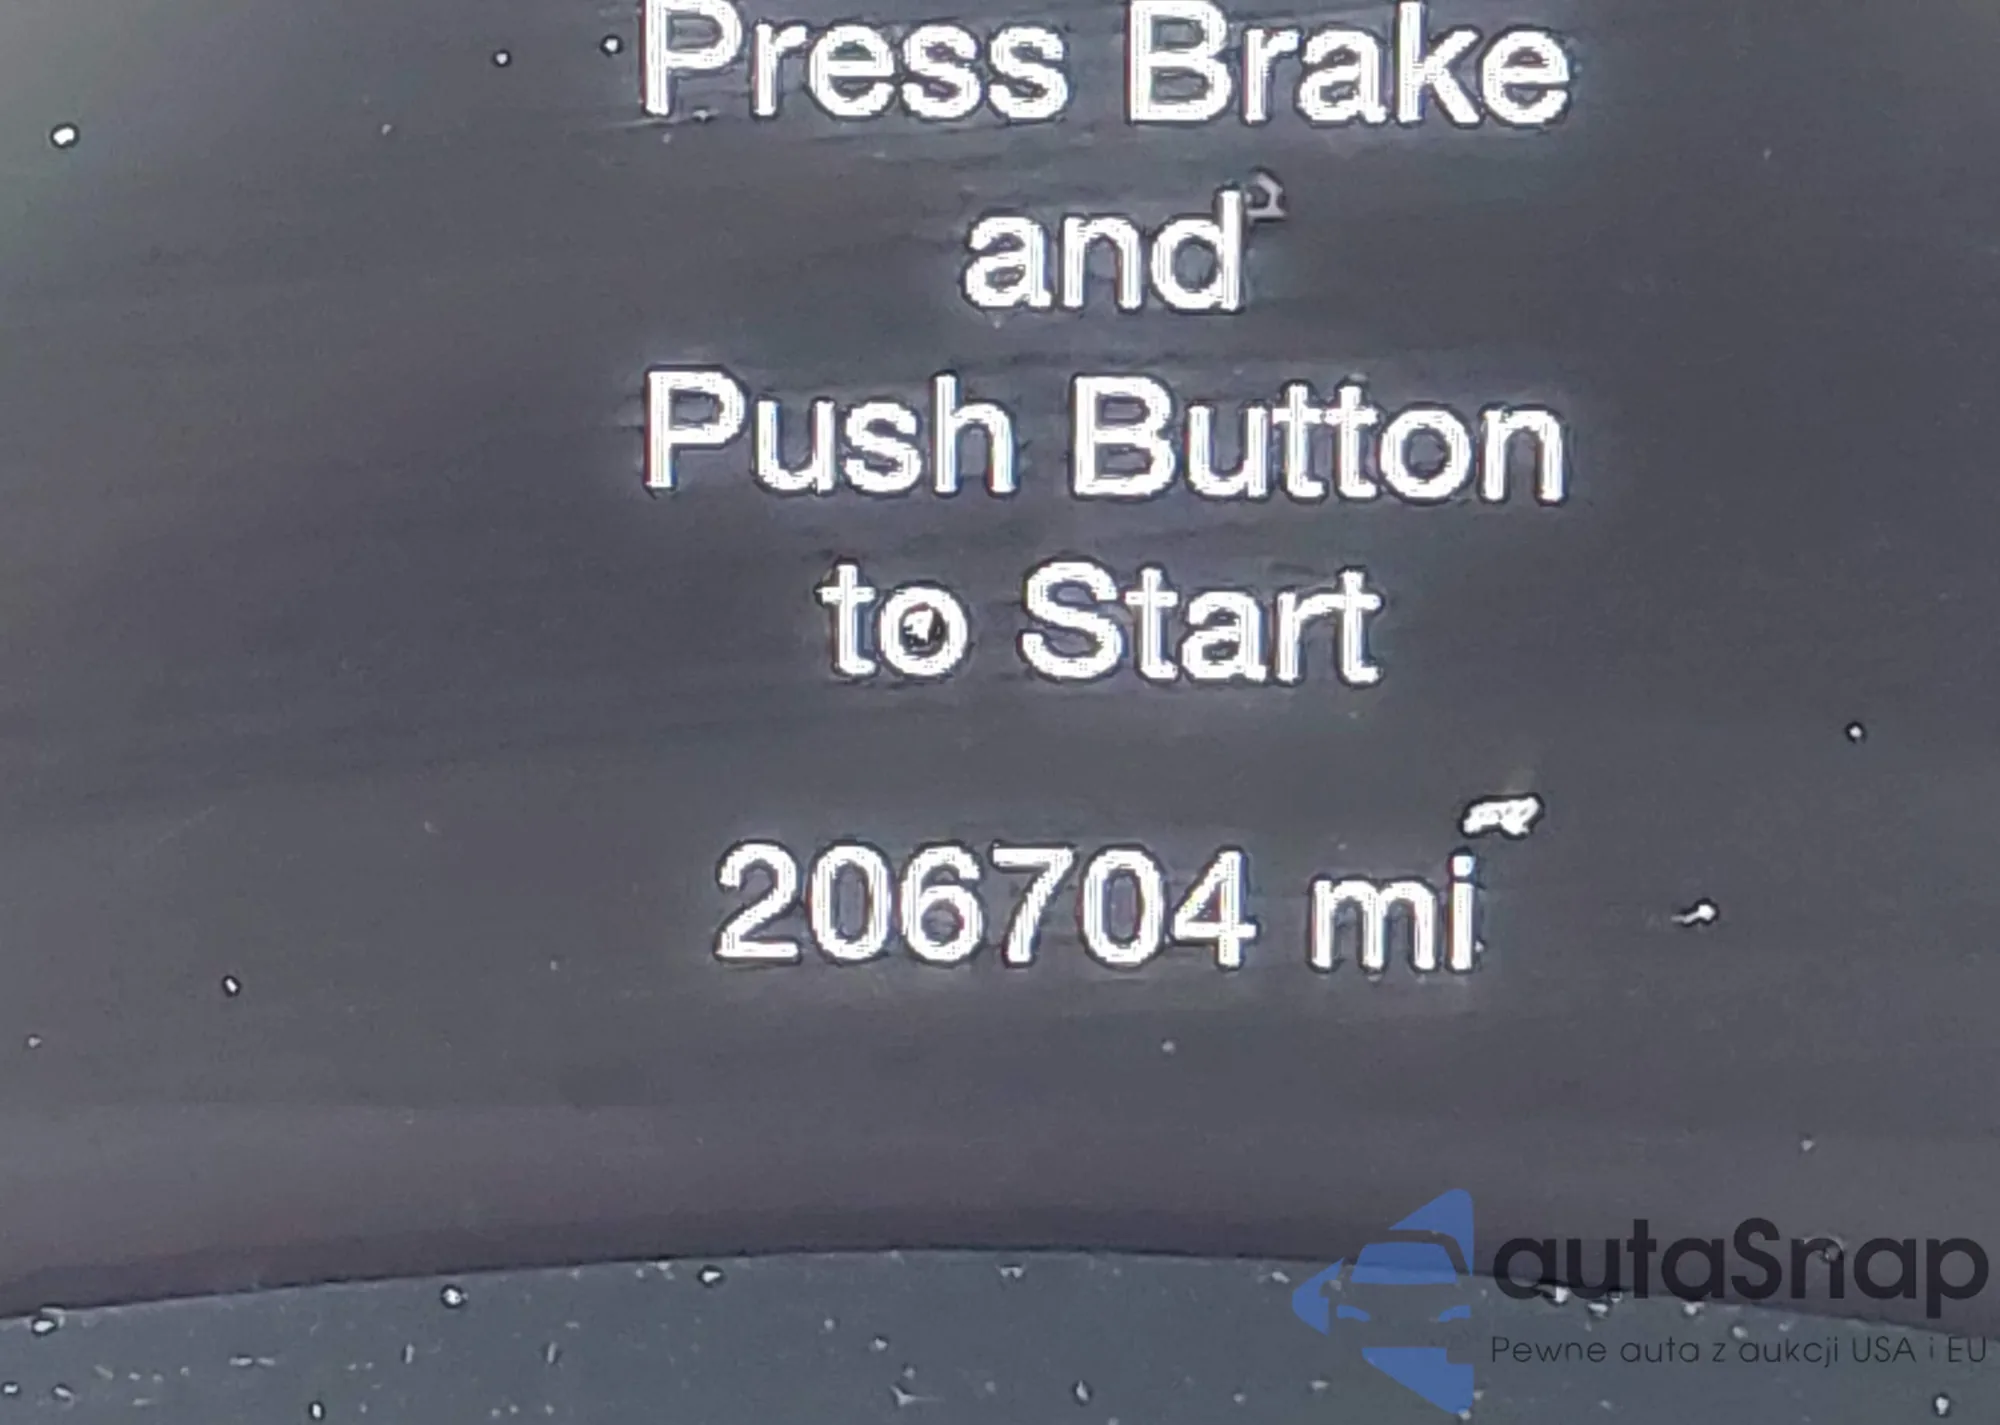 Press Brake
and
Push Button
to Start
206704 mi
autaSnap
Pewne auta z aukcji USA i EU